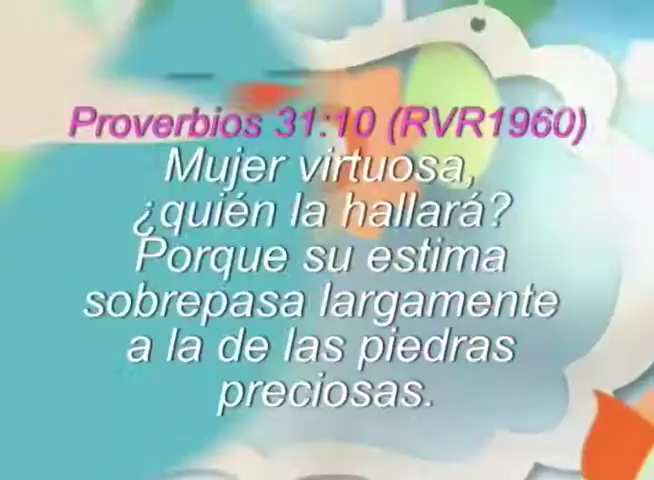 Proverbios 31:10 (RVR1960)
Mujer virtuosa,
¿quién la hallará?
Porque su estima
sobrepasa largamente
a la de las piedras
preciosas.